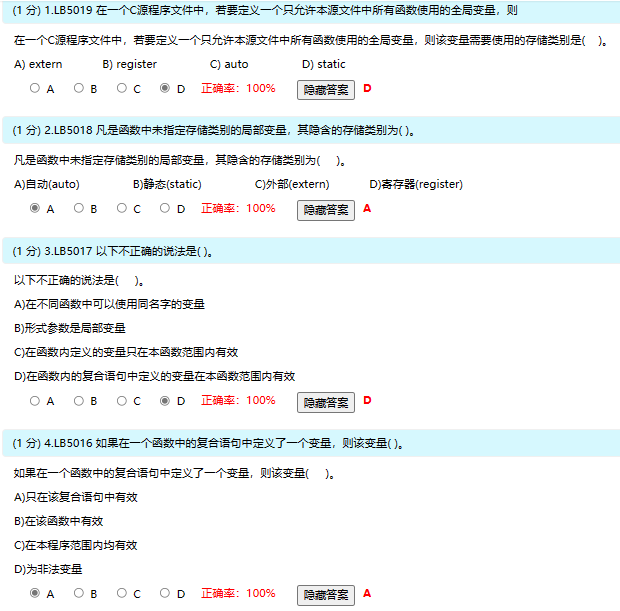 (1 分) 1.LB5019 在一个C源程序文件中，若要定义一个只允许本源文件中所有函数使用的全局变量，则
在一个C源程序文件中，若要定义一个只允许本源文件中所有函数使用的全局变量，则该变量需要使用的存储类别是( )。
A) extern B) register C) auto D) static
A B C D 正确率：100% 隐藏答案 D
(1 分) 2.LB5018 凡是函数中未指定存储类别的局部变量，其隐含的存储类别为( )。
凡是函数中未指定存储类别的局部变量，其隐含的存储类别为( )。
A)自动(auto) B)静态(static) C)外部(extern) D)寄存器(register)
A B C D 正确率：100% 隐藏答案 A
(1 分) 3.LB5017 以下不正确的说法是( )。
以下不正确的说法是( )。
A)在不同函数中可以使用同名字的变量
B)形式参数是局部变量
C)在函数内定义的变量只在本函数范围内有效
D)在函数内的复合语句中定义的变量在本函数范围内有效
A B C D 正确率：100% 隐藏答案 D
(1 分) 4.LB5016 如果在一个函数中的复合语句中定义了一个变量，则该变量( )。
如果在一个函数中的复合语句中定义了一个变量，则该变量( )。
A)只在该复合语句中有效
B)在该函数中有效
C)在本程序范围内均有效
D)为非法变量
A B C D 正确率：100% 隐藏答案 A